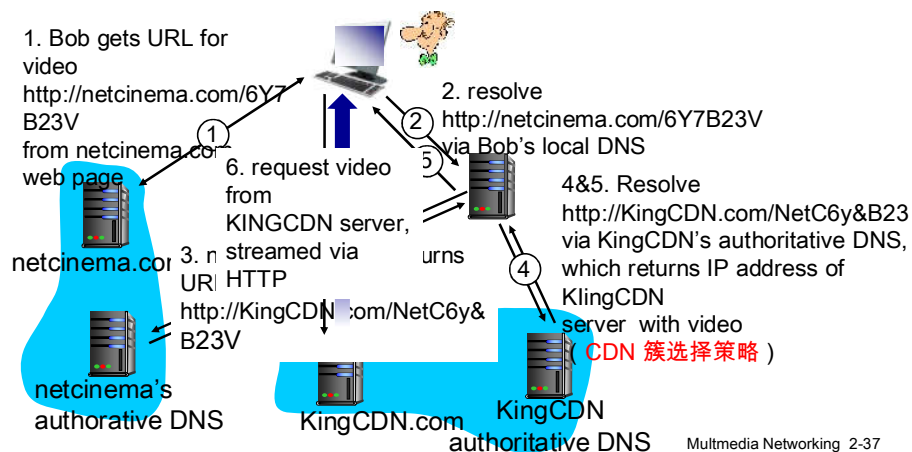 1. Bob gets URL for
video
http://netcinema.com/6Y7
B23V
from netcinema.com
web page
1
2
2. resolve
http://netcinema.com/6Y7B23V
via Bob's local DNS
5
6. request video
from
KINGCDN server,
streamed via
HTTP
4&5. Resolve
http://KingCDN.com/NetC6y&B23
via KingCDN's authoritative DNS,
which returns IP address of
KlingCDN
server with video
( CDN 簇选择策略 )
4
netcinema.com
3. n
urns
URL
http://KingCDN.com/NetC6y&
B23V
netcinema's
authorative DNS
KingCDN.com
KingCDN
authoritative DNS
Multmedia Networking 2-37